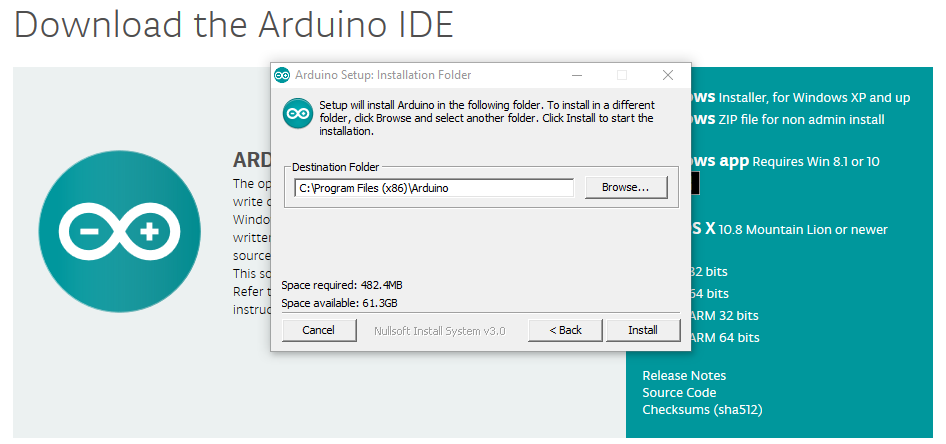 Download the Arduino IDE
Arduino Setup: Installation Folder
Setup will install Arduino in the following folder. To install in a different
folder, click Browse and select another folder. Click Install to start the
installation.
Destination Folder
C:\Program Files (x86)\Arduino
Browse...
Space required: 482.4MB
Space available: 61.3GB
Cancel
Nullsoft Install System v3.0
< Back
Install
ARD
The op
write c
Windo
written
source
This so
Refer t
instruc
ws Installer, for Windows XP and up
ws ZIP file for non admin install
ws app Requires Win 8.1 or 10
S X 10.8 Mountain Lion or newer
32 bits
64 bits
ARM 32 bits
ARM 64 bits
Release Notes
Source Code
Checksums (sha512)